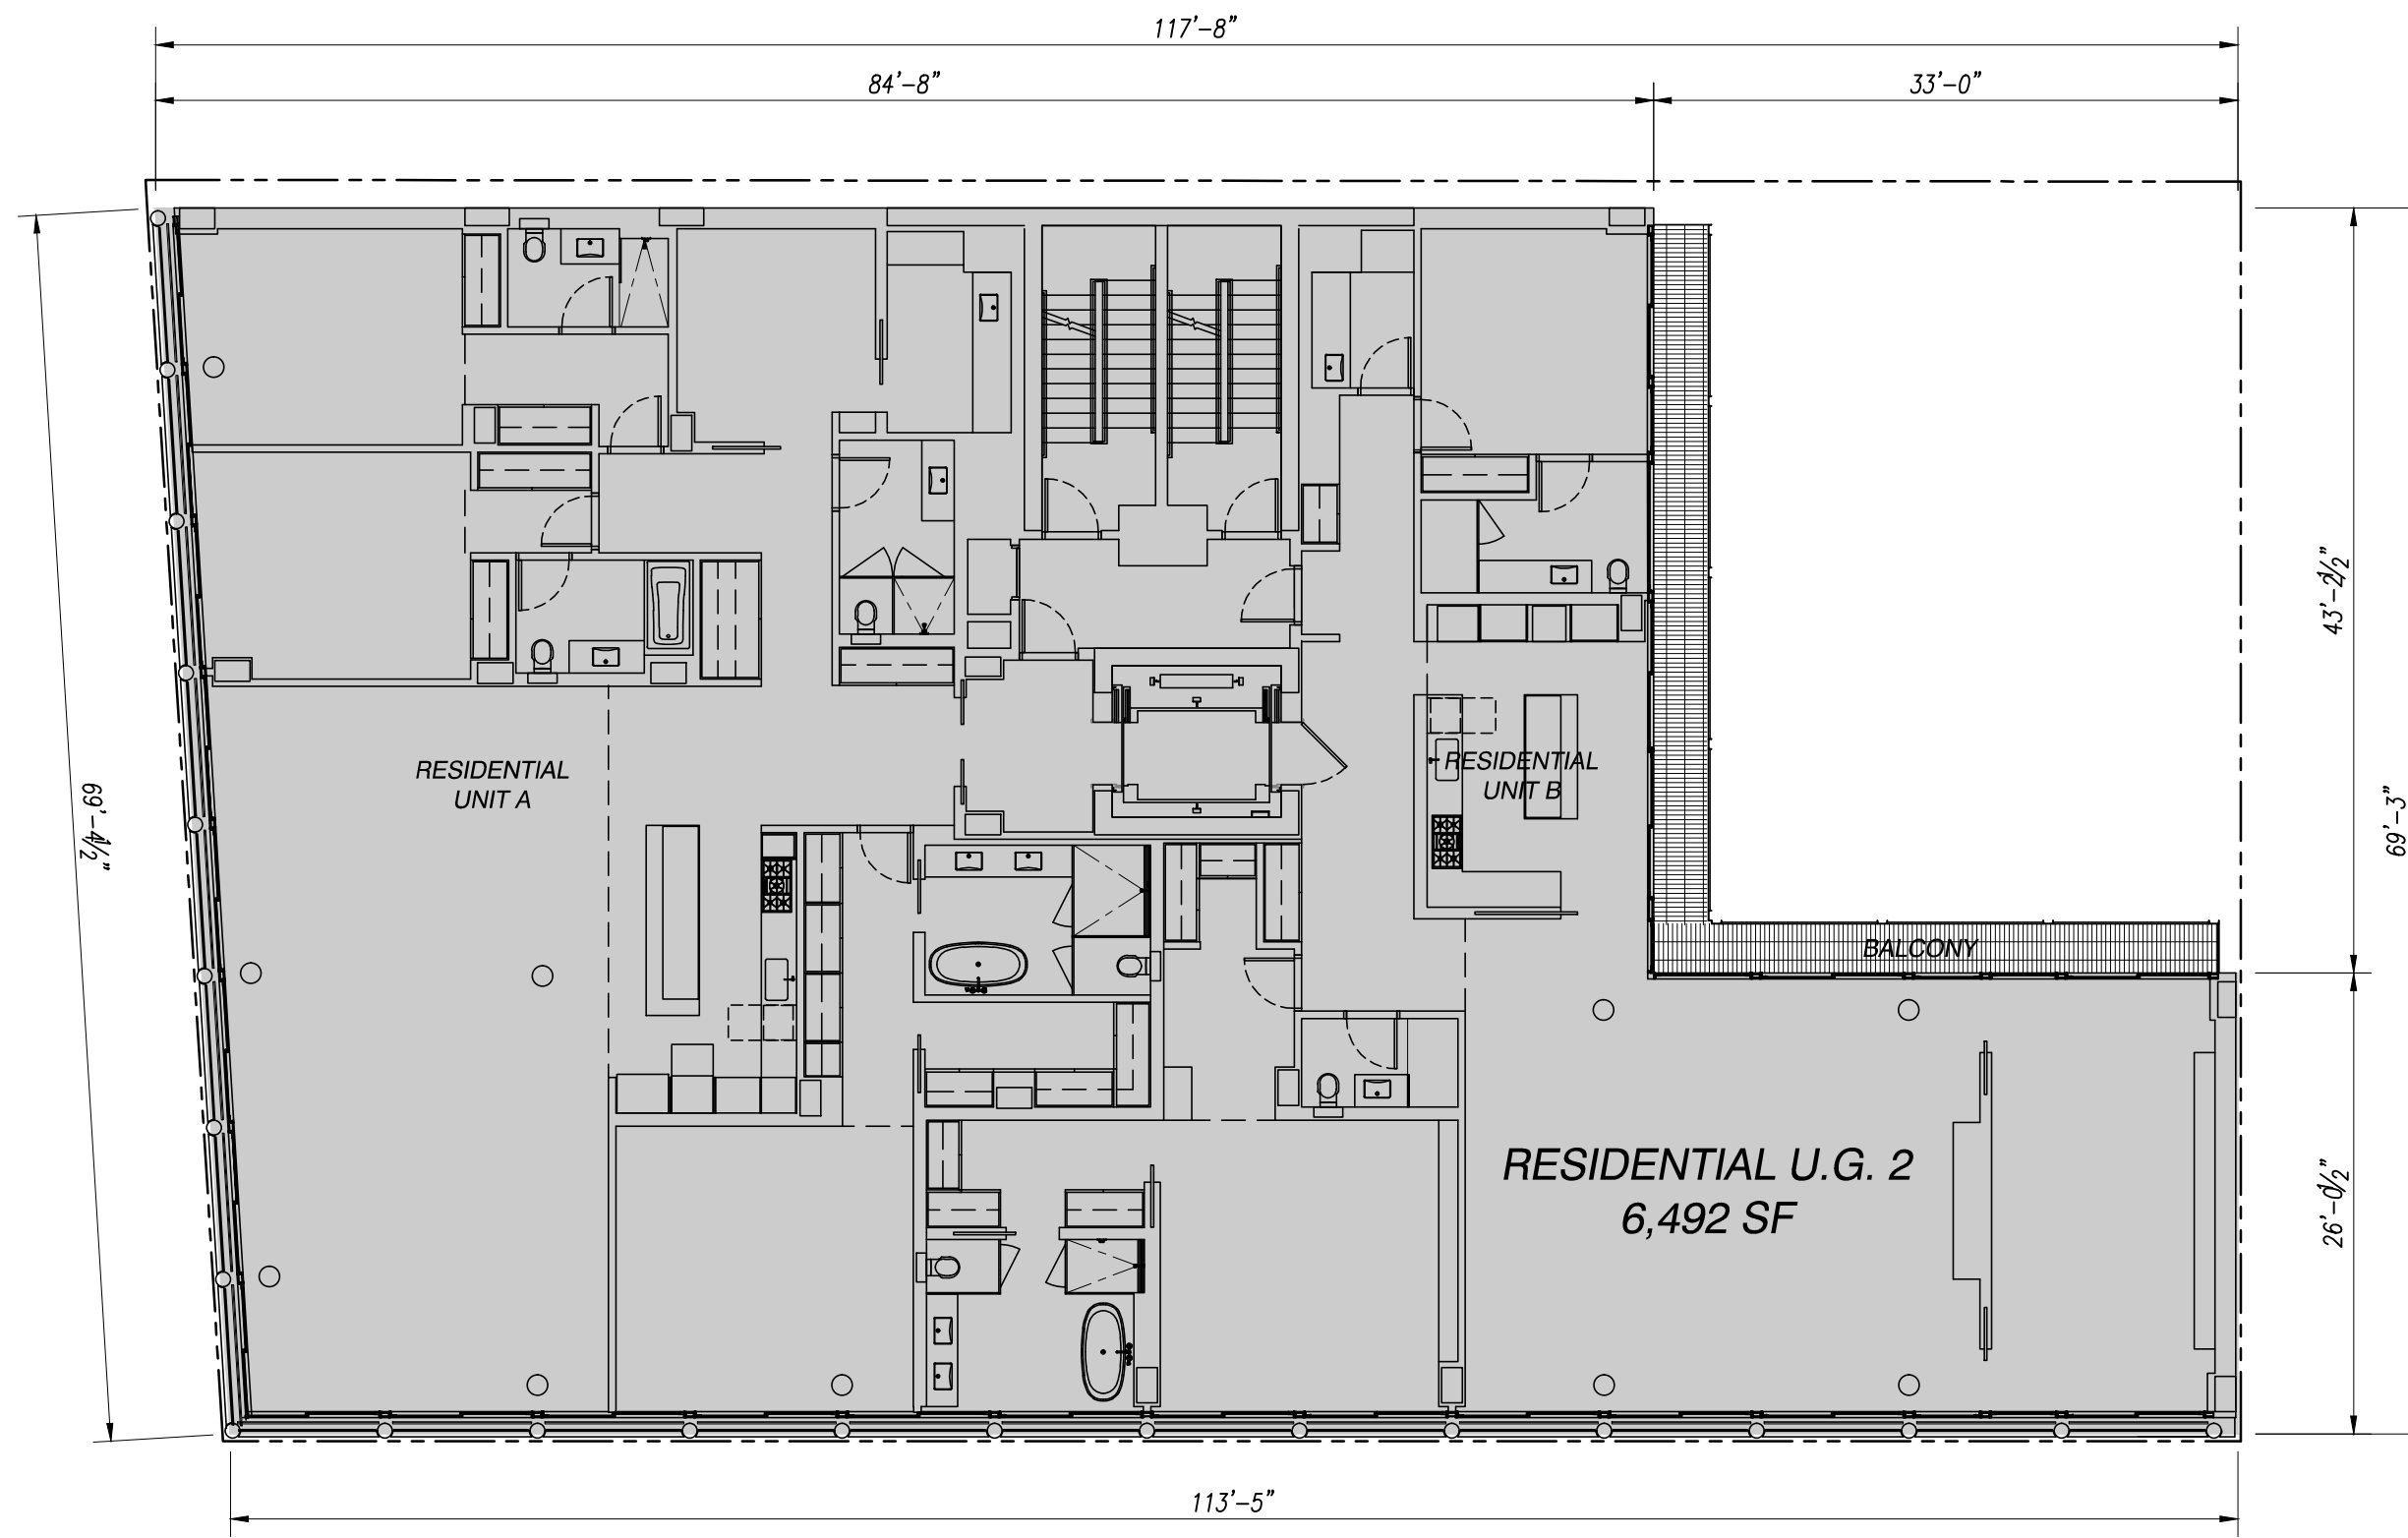 117'-8"
84'-8"
33'-0"
43'-2½"
69'-3"
69'-4½"
RESIDENTIAL
UNIT A
RESIDENTIAL
UNIT B
BALCONY
RESIDENTIAL U.G. 2
6,492 SF
26'-0½"
113'-5"